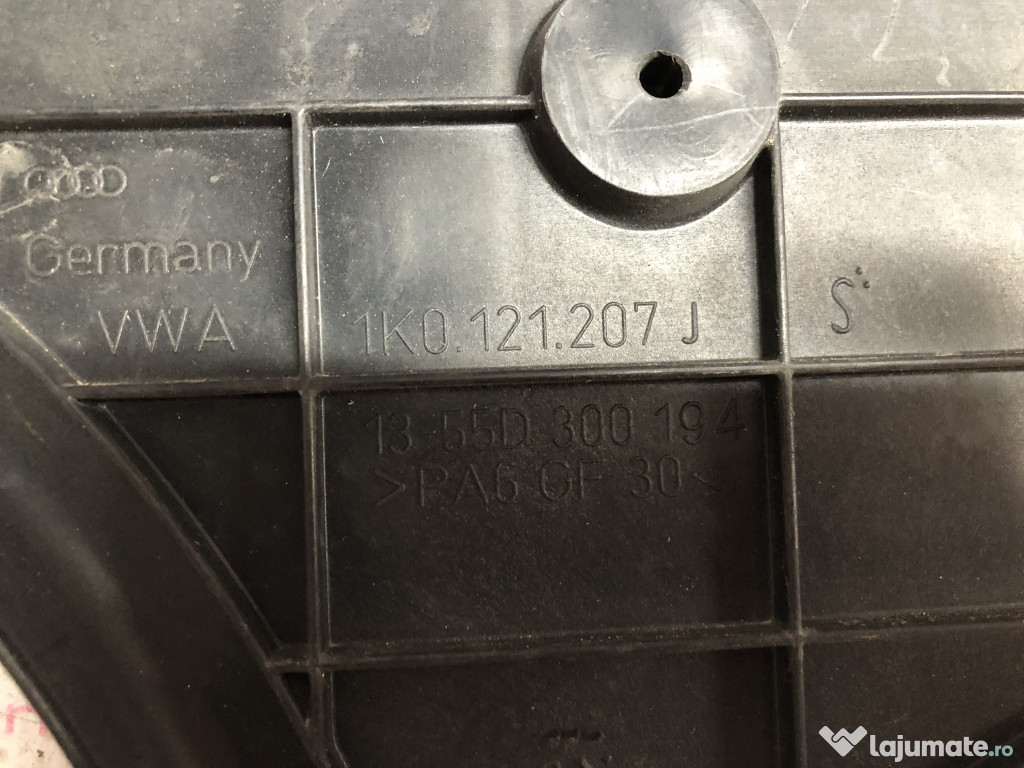 Germany
VWA
1K0.121.207 J
S
13-55D 300 194
>PA6 GF 30<
lajumate.ro